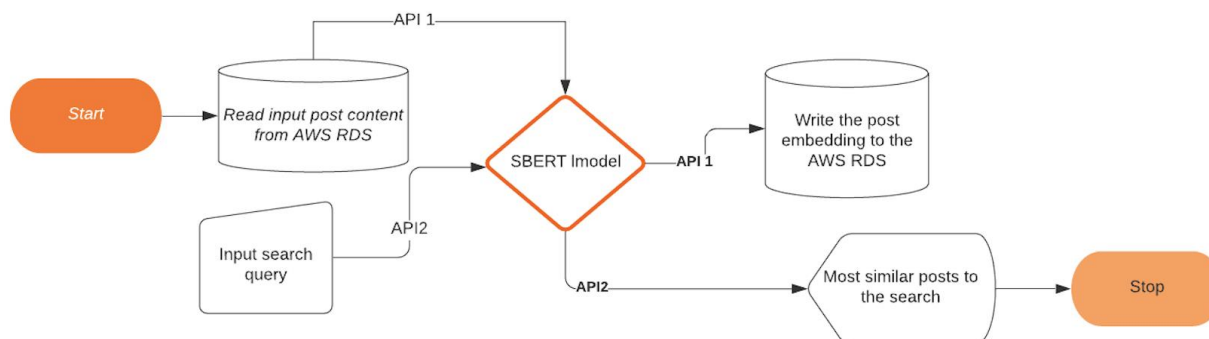 API 1
Start
Read input post content
from AWS RDS
SBERT lmodel
API 1
Write the post
embedding to the
AWS RDS
API2
Input search
query
API2
Most similar posts to
the search
Stop